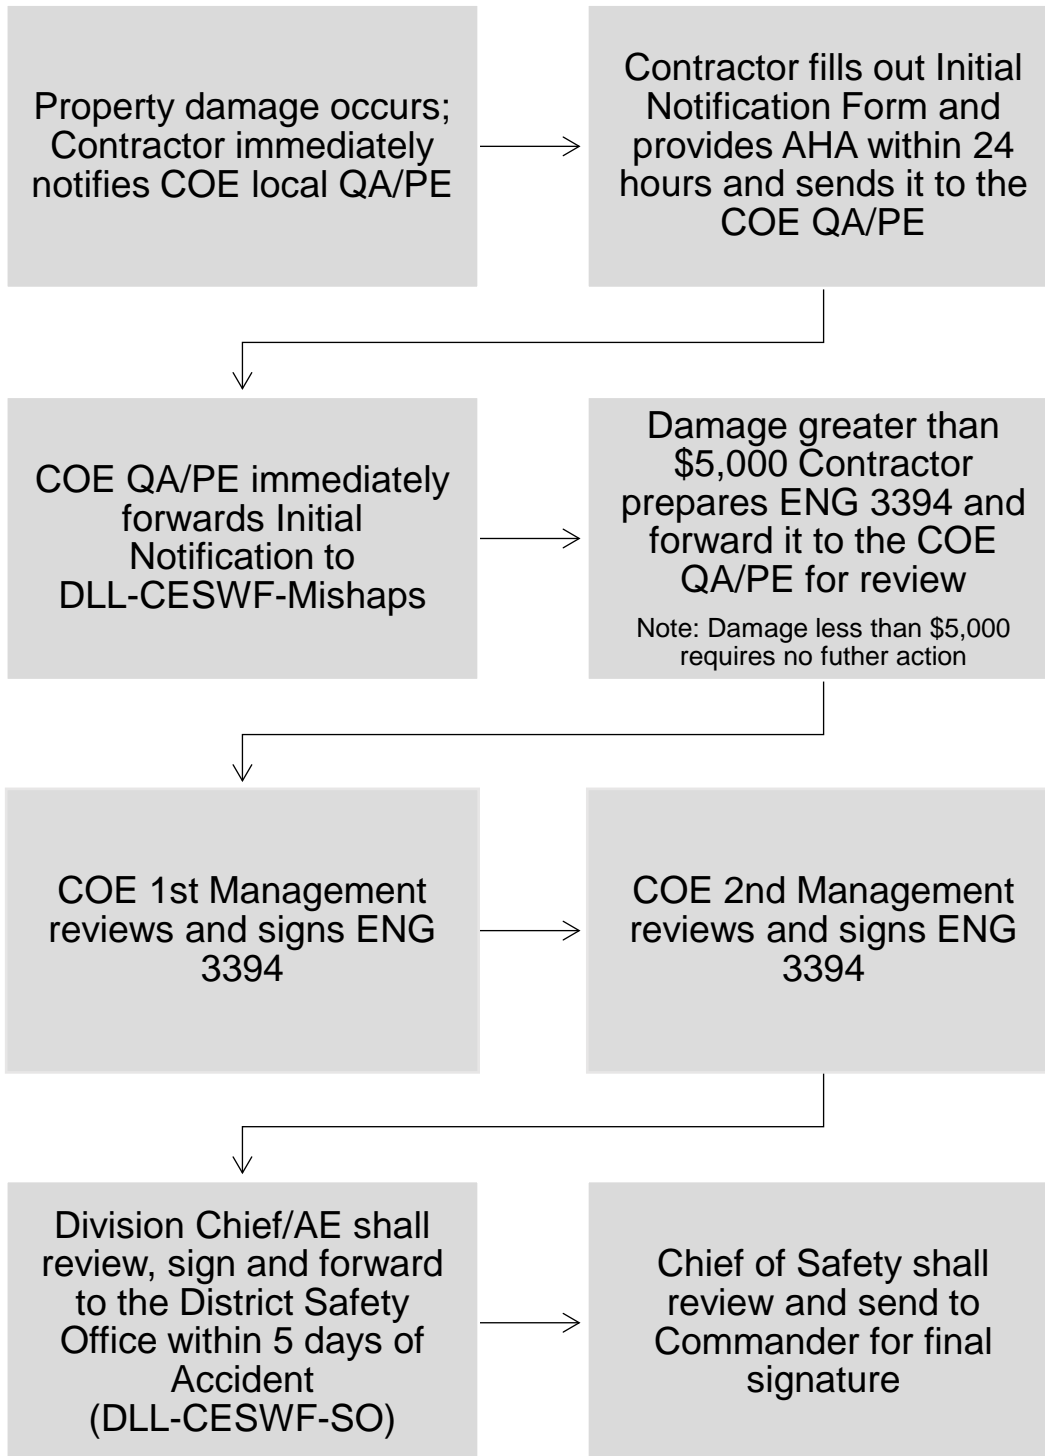 Property damage occurs;
Contractor immediately
notifies COE local QA/PE
Contractor fills out Initial
Notification Form and
provides AHA within 24
hours and sends it to the
COE QA/PE
COE QA/PE immediately
forwards Initial
Notification to
DLL-CESWF-Mishaps
Damage greater than
$5,000 Contractor
prepares ENG 3394 and
forward it to the COE
QA/PE for review
Note: Damage less than $5,000
requires no futher action
COE 1st Management
reviews and signs ENG
3394
COE 2nd Management
reviews and signs ENG
3394
Division Chief/AE shall
review, sign and forward
to the District Safety
Office within 5 days of
Accident
(DLL-CESWF-SO)
Chief of Safety shall
review and send to
Commander for final
signature